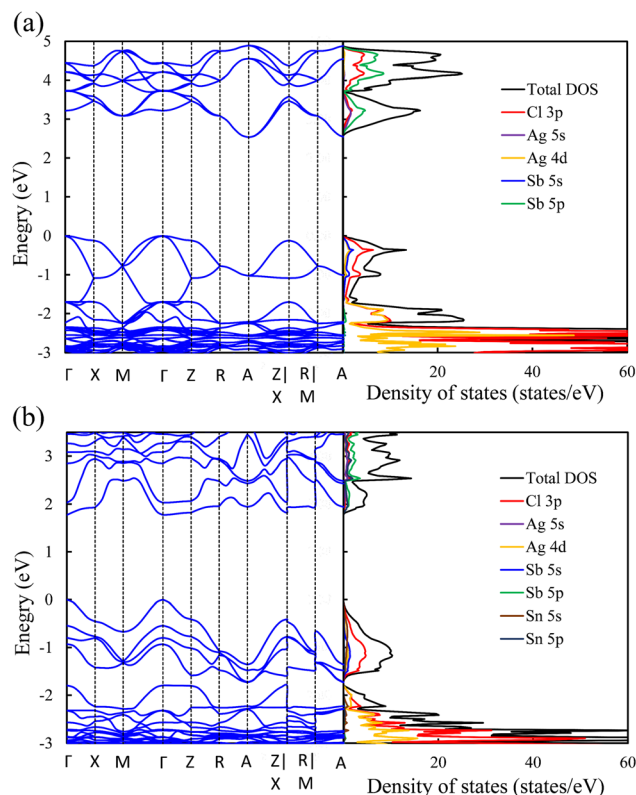 (a)
5
4
3
2
1
0
-1
-2
-3
Enegry (eV)
Total DOS
Cl 3p
Ag 5s
Ag 4d
Sb 5s
Sb 5p
Γ X M Γ Z R A Z| R| A
X M
0 20 40 60
Density of states (states/eV)
(b)
3
2
1
0
-1
-2
-3
Enegry (eV)
Total DOS
Cl 3p
Ag 5s
Ag 4d
Sb 5s
Sb 5p
Sn 5s
Sn 5p
Γ X M Γ Z R A Z| R| A
X M
0 20 40 60
Density of states (states/eV)